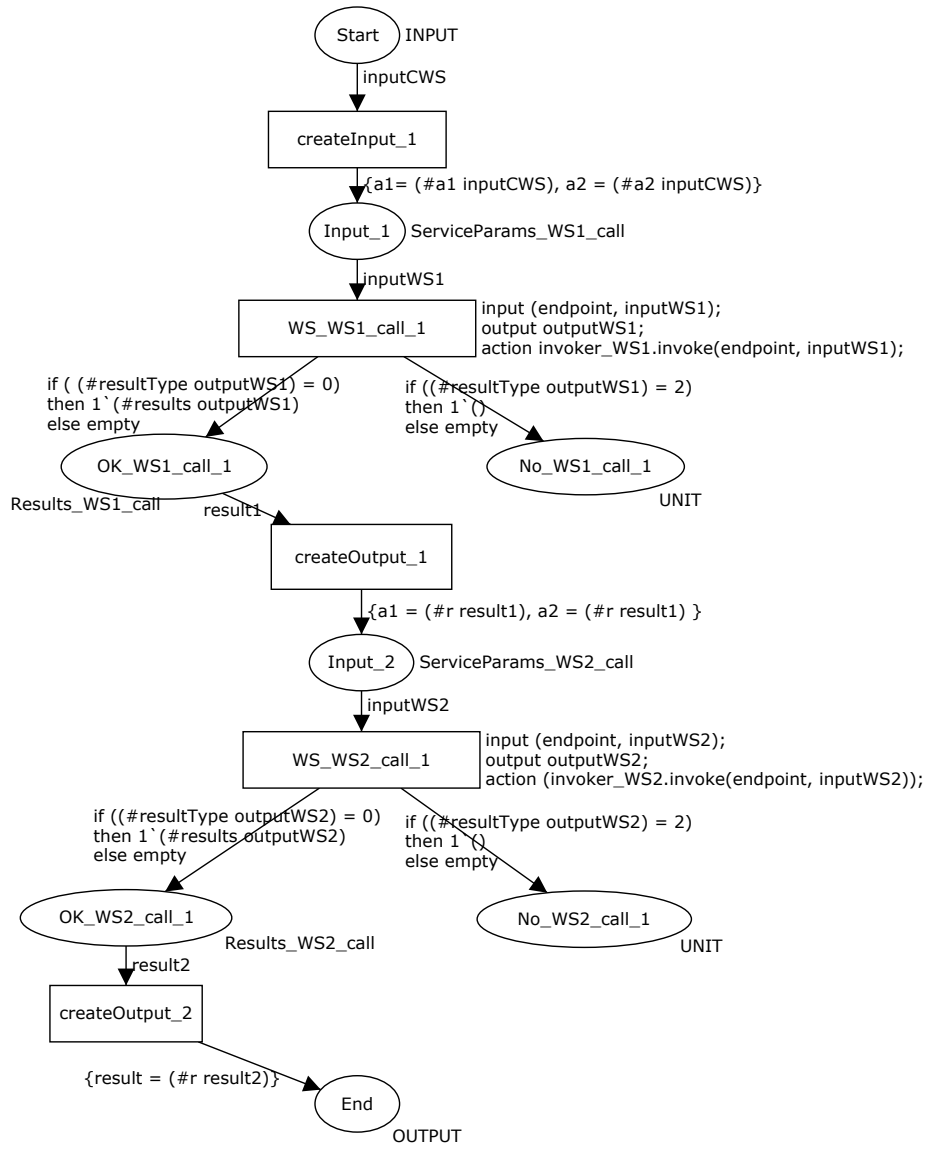 Start
INPUT
inputCWS
createInput_1
{a1= (#a1 inputCWS), a2 = (#a2 inputCWS)}
Input_1
ServiceParams_WS1_call
inputWS1
WS_WS1_call_1
input (endpoint, inputWS1);
output outputWS1;
action invoker_WS1.invoke(endpoint, inputWS1);
if ( (#resultType outputWS1) = 0)
then 1`(#results outputWS1)
else empty
if ((#resultType outputWS1) = 2)
then 1`()
else empty
OK_WS1_call_1
Results_WS1_call
No_WS1_call_1
UNIT
result1
createOutput_1
{a1 = (#r result1), a2 = (#r result1) }
Input_2
ServiceParams_WS2_call
inputWS2
WS_WS2_call_1
input (endpoint, inputWS2);
output outputWS2;
action (invoker_WS2.invoke(endpoint, inputWS2));
if ((#resultType outputWS2) = 0)
then 1`(#results outputWS2)
else empty
if ((#resultType outputWS2) = 2)
then 1`()
else empty
OK_WS2_call_1
Results_WS2_call
No_WS2_call_1
UNIT
result2
createOutput_2
{result = (#r result2)}
End
OUTPUT